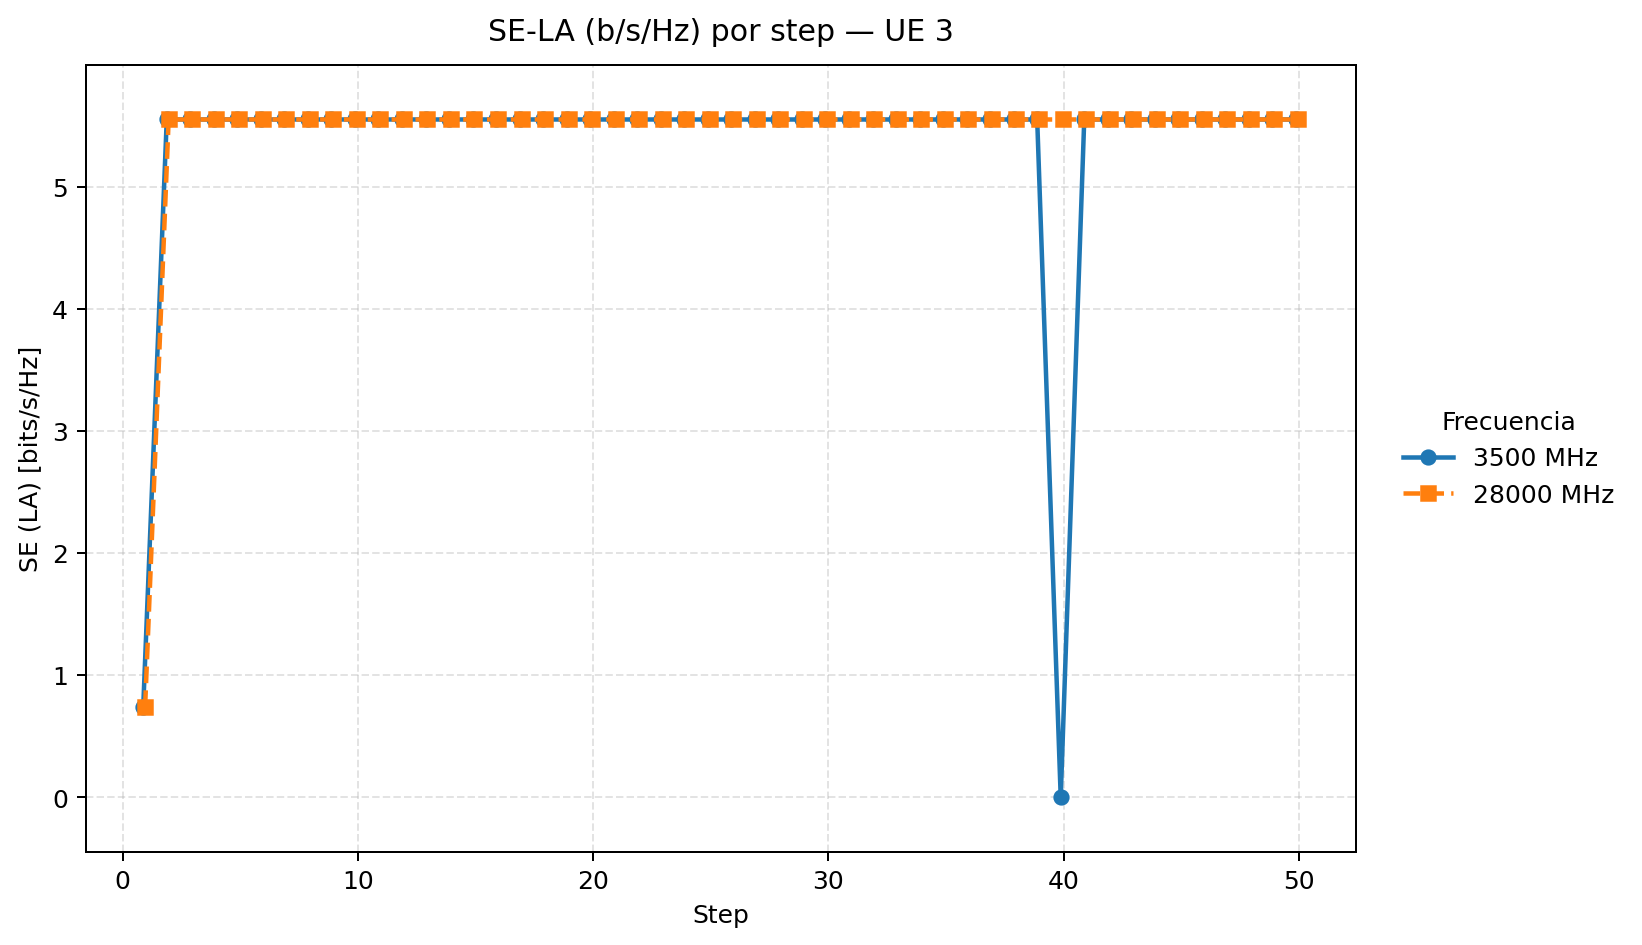 SE-LA (b/s/Hz) por step — UE 3
SE (LA) [bits/s/Hz]
5
4
3
2
1
0
0 10 20 30 40 50
Step
Frecuencia
3500 MHz
28000 MHz